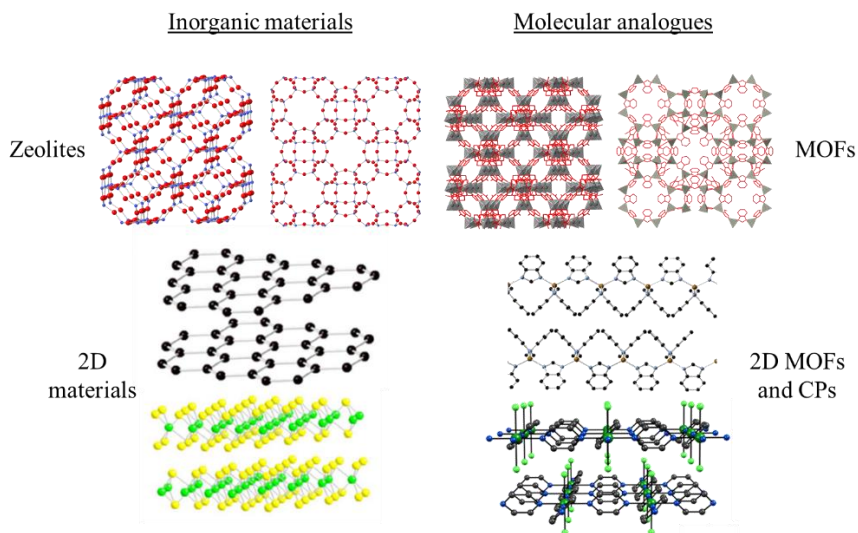 Inorganic materials
Molecular analogues
Zeolites
MOFs
2D
materials
2D MOFs
and CPs